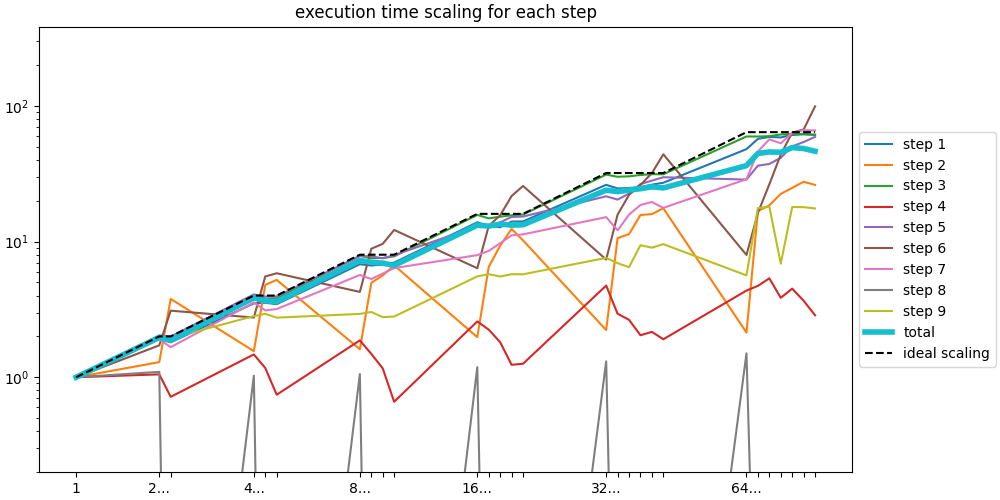 execution time scaling for each step
10²
10¹
10⁰
1
2...
4...
8...
16...
32...
64...
step 1
step 2
step 3
step 4
step 5
step 6
step 7
step 8
step 9
total
ideal scaling